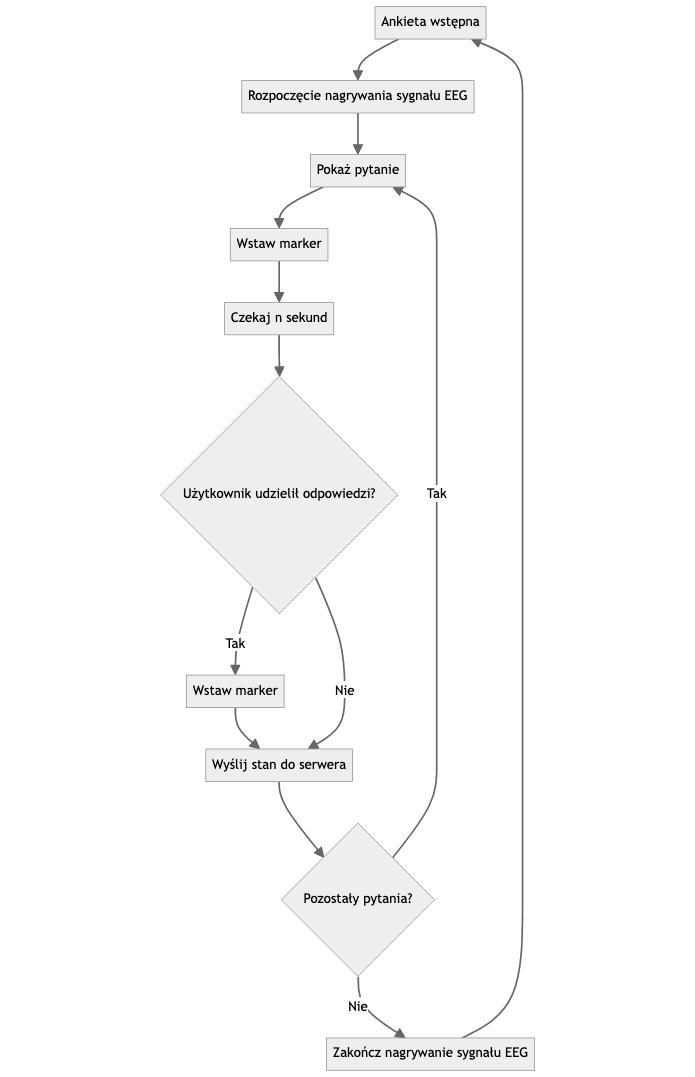 Ankieta wstępna
Rozpoczęcie nagrywania sygnału EEG
Pokaż pytanie
Wstaw marker
Czekaj n sekund
Użytkownik udzielił odpowiedzi?
Tak
Tak
Wstaw marker
Nie
Wyślij stan do serwera
Pozostały pytania?
Nie
Zakończ nagrywanie sygnału EEG